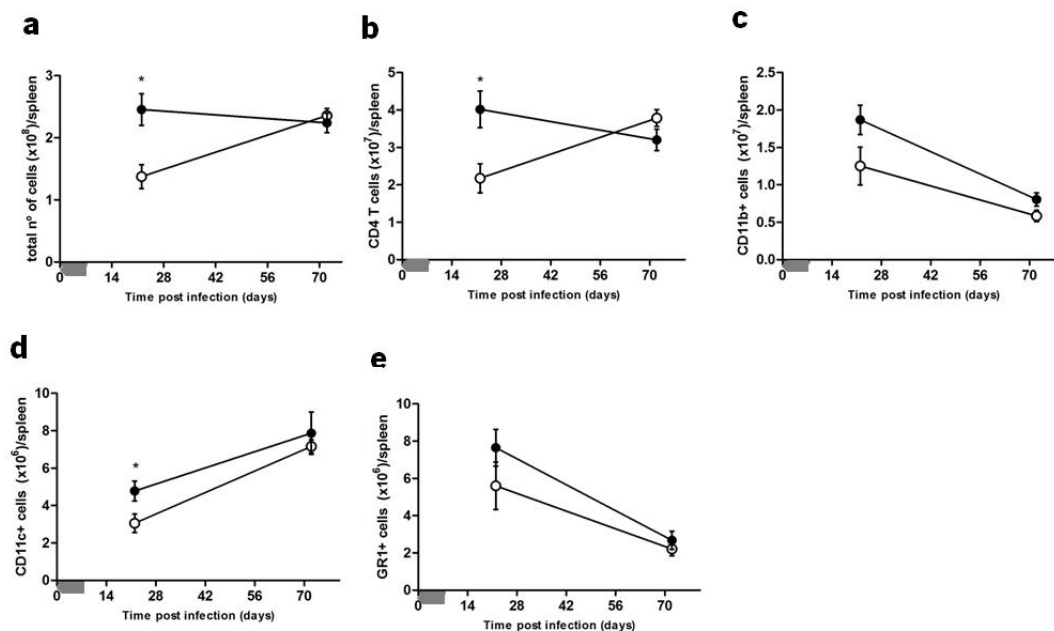 a
total nº of cells (x10⁸)/spleen
3
2
1
0
*
0 14 28 42 56 70
Time post infection (days)
b
CD4 T cells (x10⁷)/spleen
5
4
3
2
1
0
*
0 14 28 42 56 70
Time post infection (days)
c
CD11b+ cells (x10⁷)/spleen
2.5
2.0
1.5
1.0
0.5
0.0
0 14 28 42 56 70
Time post infection (days)
d
CD11c+ cells (x10⁶)/spleen
10
8
6
4
2
0
*
0 14 28 42 56 70
Time post infection (days)
e
GR1+ cells (x10⁶)/spleen
10
8
6
4
2
0
0 14 28 42 56 70
Time post infection (days)